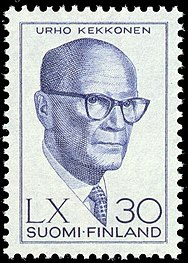 URHO KEKKONEN
LX 30
SUOMI-FINLAND